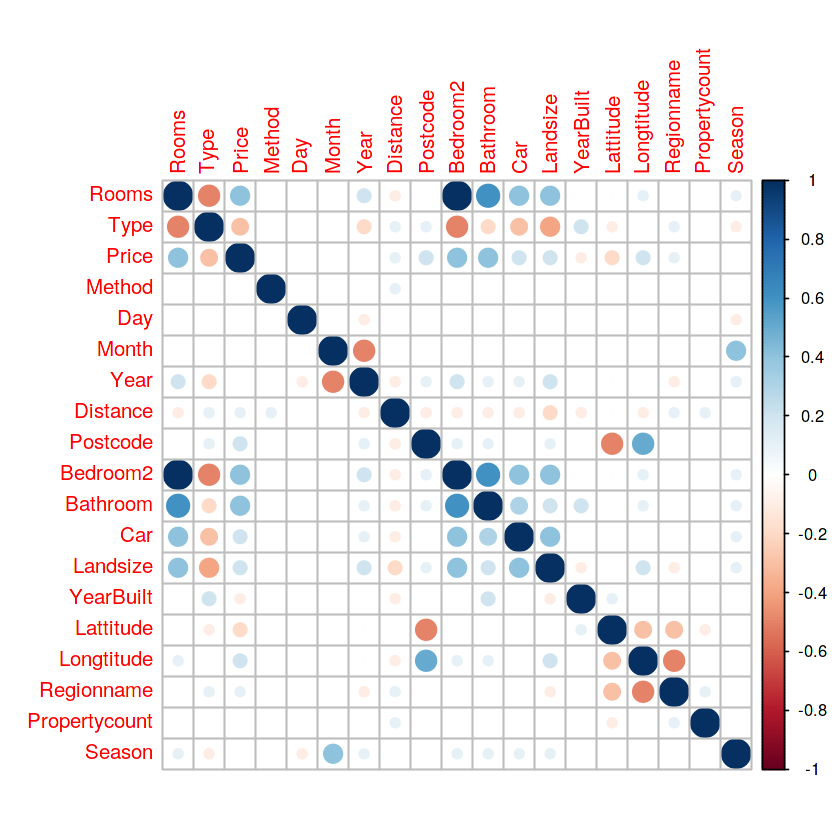 Rooms
Type
Price
Method
Day
Month
Year
Distance
Postcode
Bedroom2
Bathroom
Car
Landsize
YearBuilt
Lattitude
Longtitude
Regionname
Propertycount
Season
Rooms
Type
Price
Method
Day
Month
Year
Distance
Postcode
Bedroom2
Bathroom
Car
Landsize
YearBuilt
Lattitude
Longtitude
Regionname
Propertycount
Season
1
0.8
0.6
0.4
0.2
0
-0.2
-0.4
-0.6
-0.8
-1